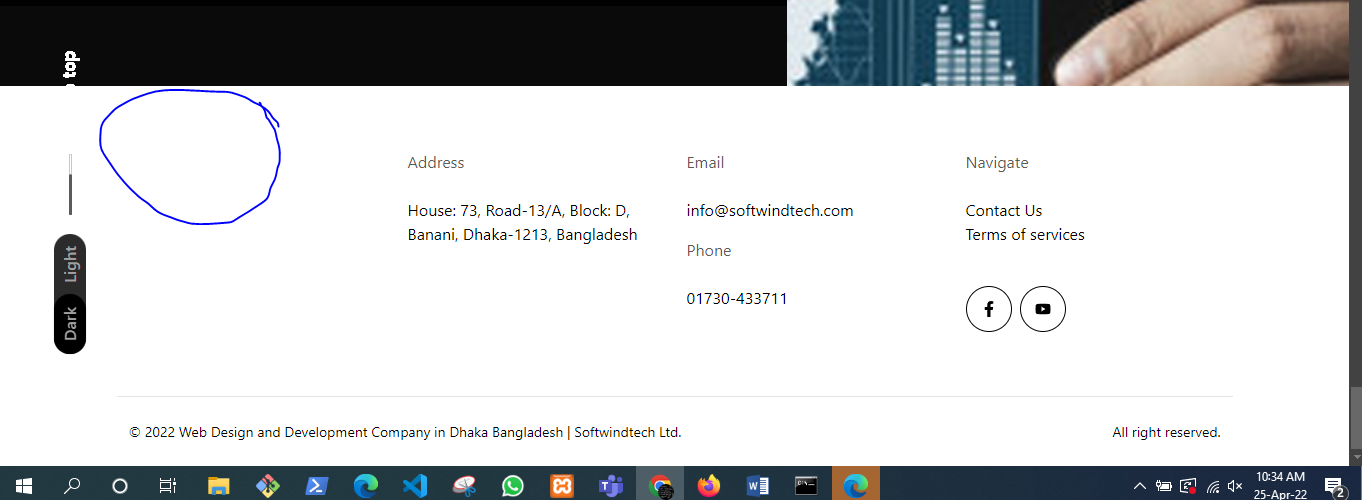 top
Address
House: 73, Road-13/A, Block: D,
Banani, Dhaka-1213, Bangladesh
Email
info@softwindtech.com
Phone
01730-433711
Navigate
Contact Us
Terms of services
Light
Dark
© 2022 Web Design and Development Company in Dhaka Bangladesh | Softwindtech Ltd.
All right reserved.
10:34 AM
25-Apr-22
2